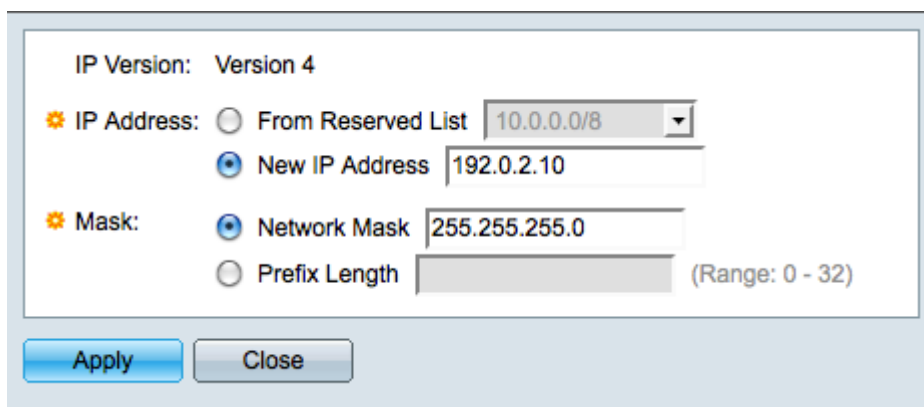 IP Version: Version 4
IP Address: From Reserved List 10.0.0.0/8
New IP Address 192.0.2.10
Mask: Network Mask 255.255.255.0
Prefix Length (Range: 0 - 32)
Apply Close